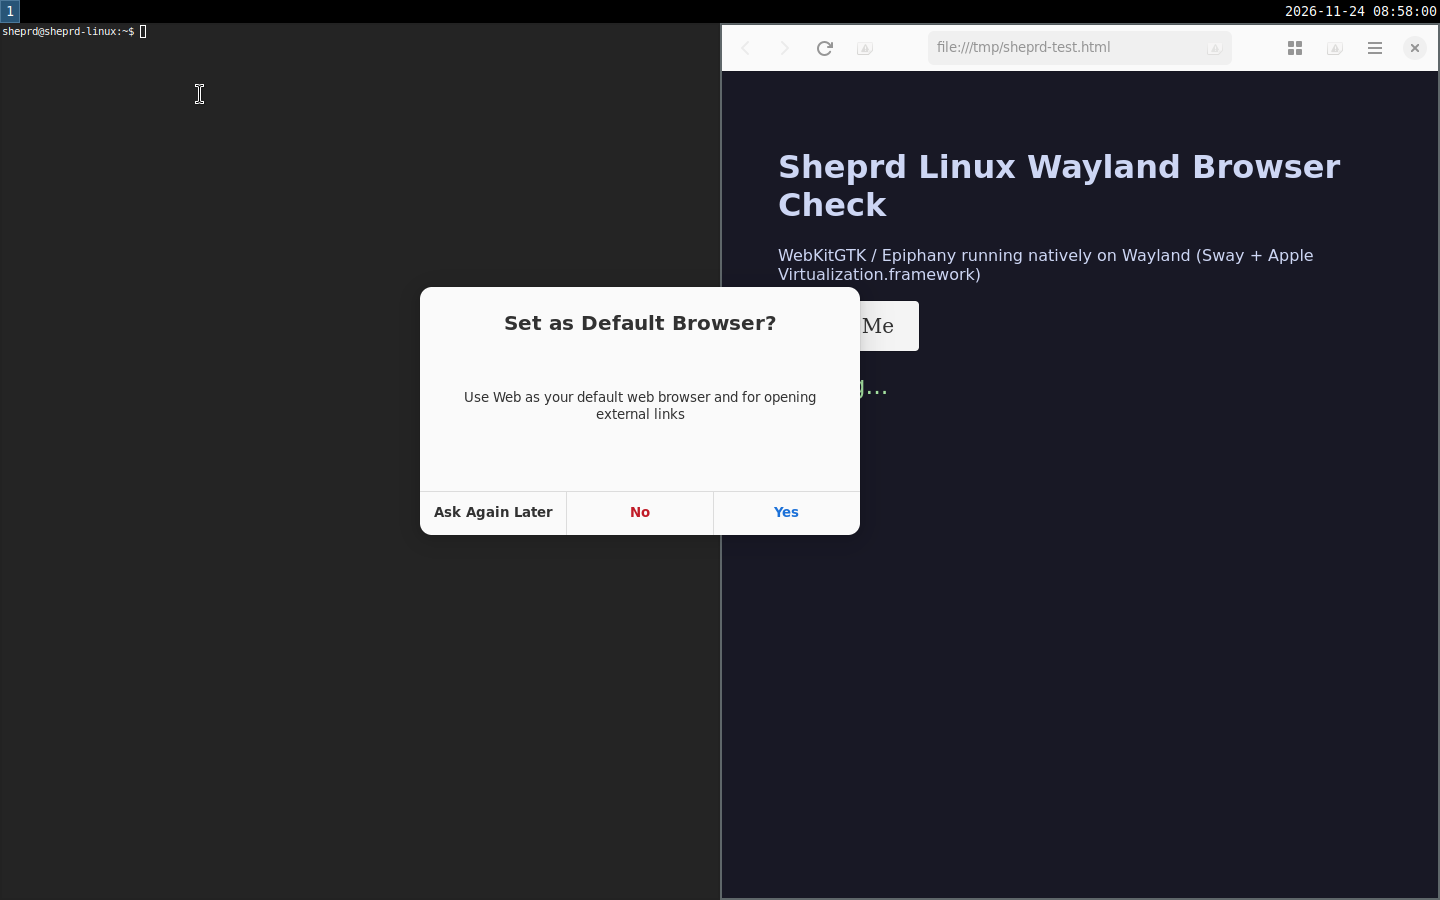 1
2026-11-24 08:58:00
sheprd@sheprd-linux:~$
file:///tmp/sheprd-test.html
Sheprd Linux Wayland Browser
Check
WebKitGTK / Epiphany running natively on Wayland (Sway + Apple
Virtualization.framework)
Me
g...
Set as Default Browser?
Use Web as your default web browser and for opening
external links
Ask Again Later
No
Yes